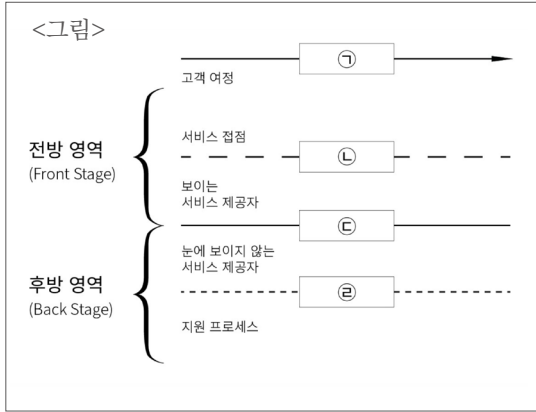 <그림>
㉠
고객 여정
서비스 접점
전방 영역
(Front Stage)
㉡
보이는
서비스 제공자
㉢
눈에 보이지 않는
서비스 제공자
후방 영역
(Back Stage)
㉣
지원 프로세스